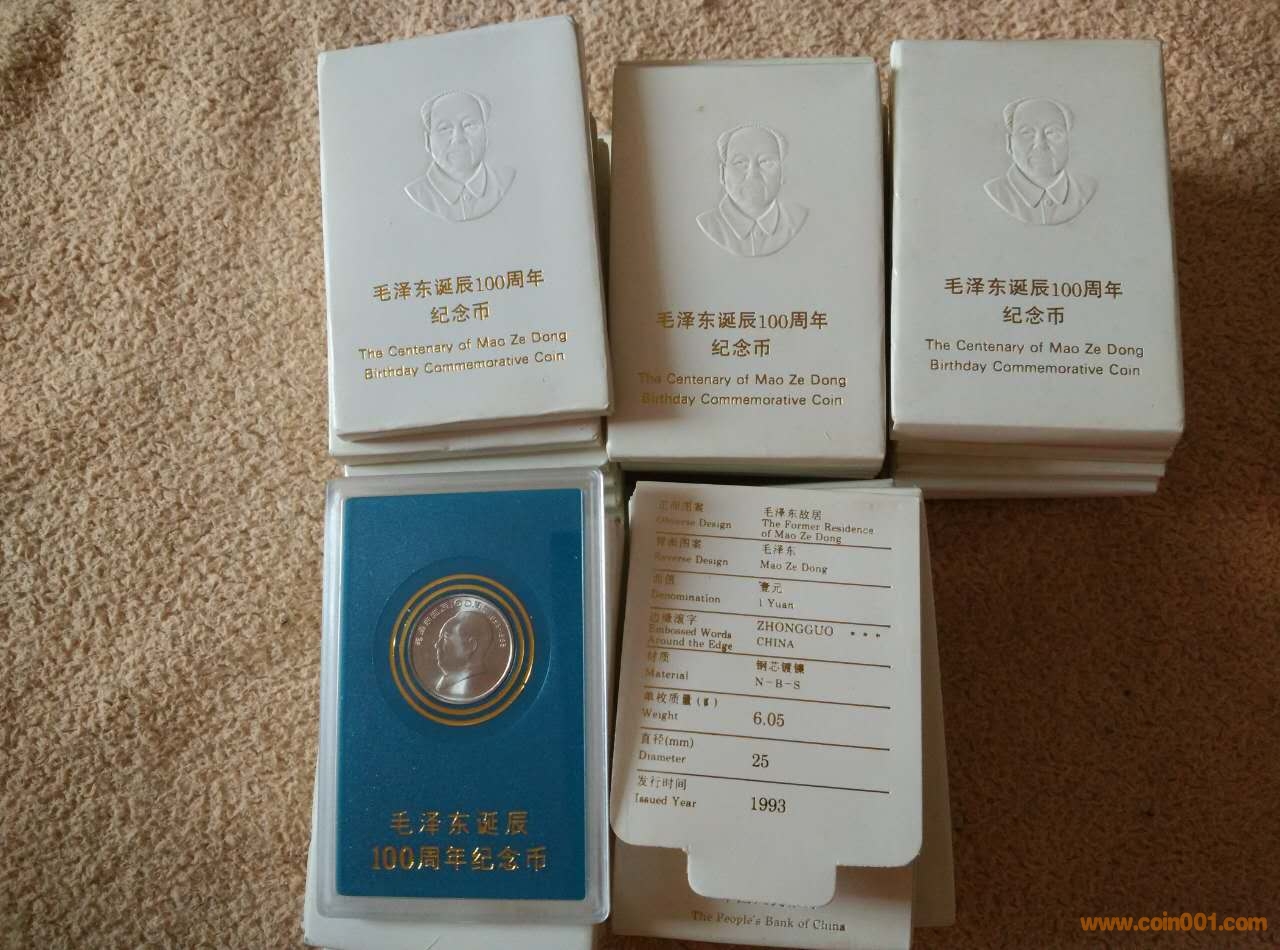 毛泽东诞辰100周年
纪念币
The Centenary of Mao Ze Dong
Birthday Commemorative Coin
毛泽东诞辰100周年
纪念币
The Centenary of Mao Ze Dong
Birthday Commemorative Coin
毛泽东诞辰100周年
纪念币
The Centenary of Mao Ze Dong
Birthday Commemorative Coin
毛泽东诞辰
100周年纪念币
正面图案 毛泽东故居
Obverse Design The Former Residence
of Mao Ze Dong
背面图案 毛泽东
Reverse Design Mao Ze Dong
面值 壹元
Denomination 1 Yuan
边缘滚字 ZHONGGUO ***
Embossed Words
Around the Edge CHINA
材质 钢芯镀镍
Material N-B-S
单枚质量(g)
Weight 6.05
直径(mm)
Diameter 25
发行时间
Issued Year 1993
The People's Bank of China
www.coin001.com